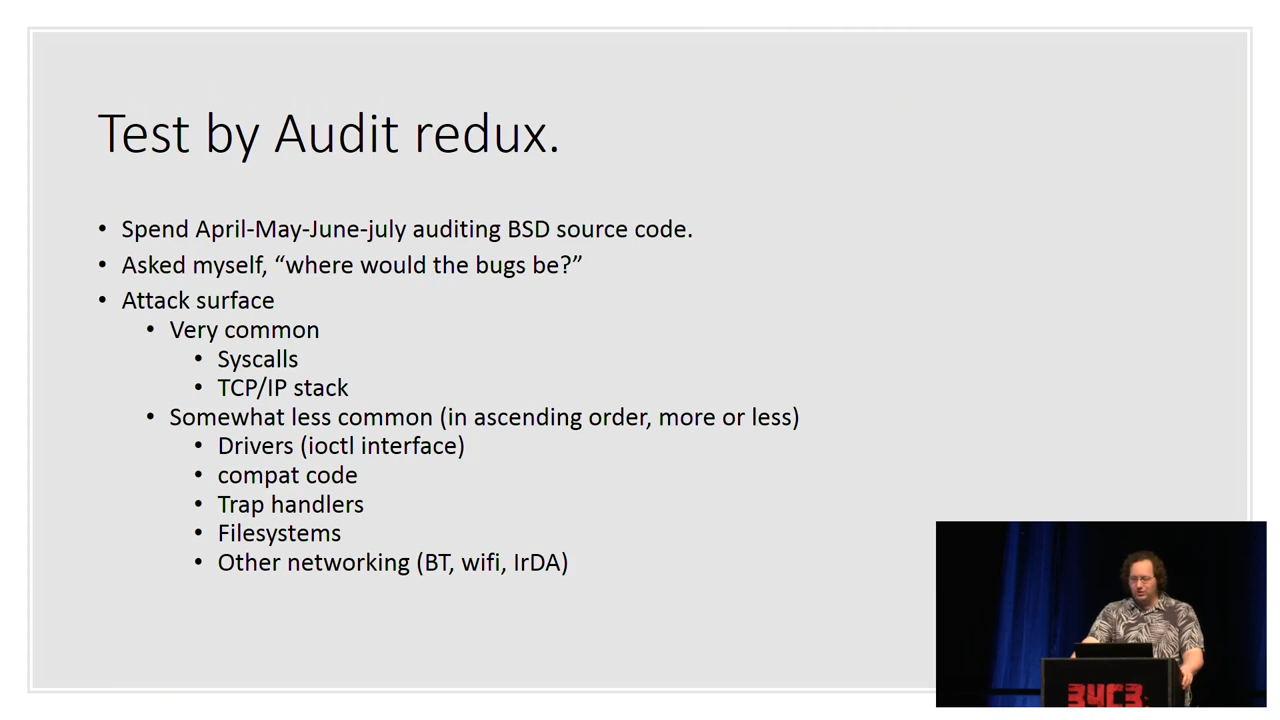 Test by Audit redux.
• Spend April-May-June-july auditing BSD source code.
• Asked myself, “where would the bugs be?”
• Attack surface
• Very common
• Syscalls
• TCP/IP stack
• Somewhat less common (in ascending order, more or less)
• Drivers (ioctl interface)
• compat code
• Trap handlers
• Filesystems
• Other networking (BT, wifi, IrDA)
34C3